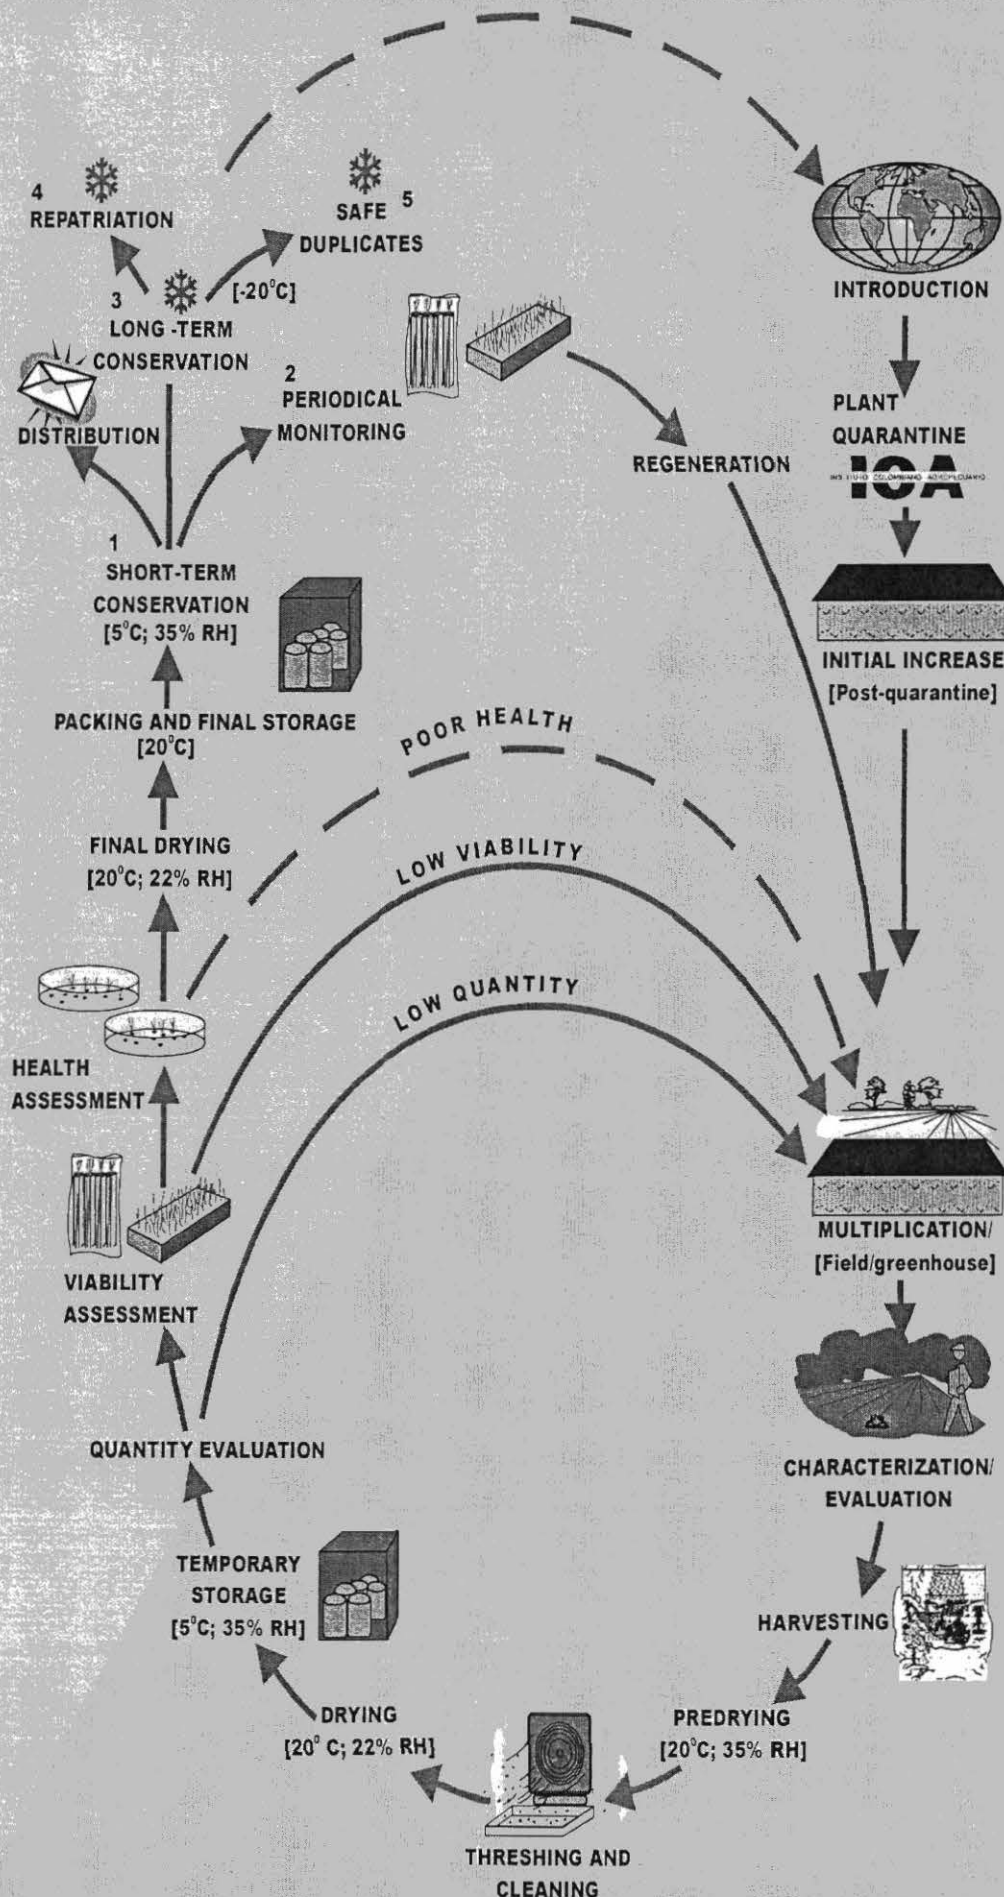 4
REPATRIATION
SAFE 5
DUPLICATES
[-20°C]
3
LONG -TERM
CONSERVATION
DISTRIBUTION
2
PERIODICAL
MONITORING
1
SHORT-TERM
CONSERVATION
[5°C; 35% RH]
PACKING AND FINAL STORAGE
[20°C]
FINAL DRYING
[20°C; 22% RH]
HEALTH
ASSESSMENT
VIABILITY
ASSESSMENT
QUANTITY EVALUATION
TEMPORARY
STORAGE
[5°C; 35% RH]
DRYING
[20° C; 22% RH]
THRESHING AND
CLEANING
PREDRYING
[20°C; 35% RH]
HARVESTING
CHARACTERIZATION/
EVALUATION
MULTIPLICATION/
[Field/greenhouse]
POOR HEALTH
LOW VIABILITY
LOW QUANTITY
REGENERATION
INTRODUCTION
PLANT
QUARANTINE
ICA
INSTITUTO COLOMBIANO AGROPECUARIO
INITIAL INCREASE
[Post-quarantine]